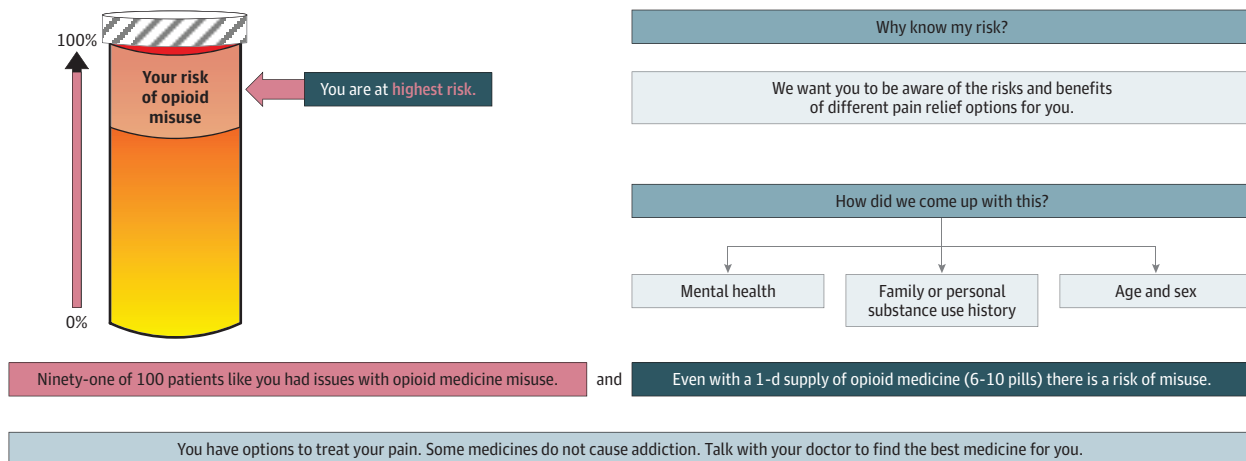 100%
Your risk
of opioid
misuse
You are at highest risk.
0%
Why know my risk?
We want you to be aware of the risks and benefits
of different pain relief options for you.
How did we come up with this?
Mental health
Family or personal
substance use history
Age and sex
Ninety-one of 100 patients like you had issues with opioid medicine misuse.
and
Even with a 1-d supply of opioid medicine (6-10 pills) there is a risk of misuse.
You have options to treat your pain. Some medicines do not cause addiction. Talk with your doctor to find the best medicine for you.